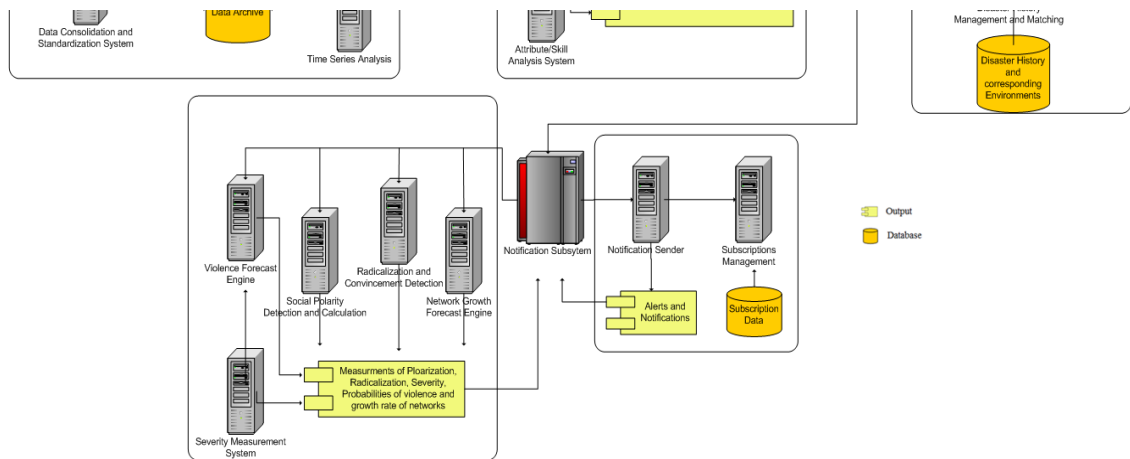 Data Consolidation and
Standardization System
Data Archive
Time Series Analysis
Attribute/Skill
Analysis System
Disaster History
Management and Matching
Disaster History
and
corresponding
Environments
Violence Forecast
Engine
Social Polarity
Detection and Calculation
Radicalization and
Convincement Detection
Network Growth
Forecast Engine
Notification Subsytem
Notification Sender
Subscriptions
Management
Alerts and
Notifications
Subscription
Data
Output
Database
Measurments of Ploarization,
Radicalization, Severity,
Probabilities of violence and
growth rate of networks
Severity Measurement
System